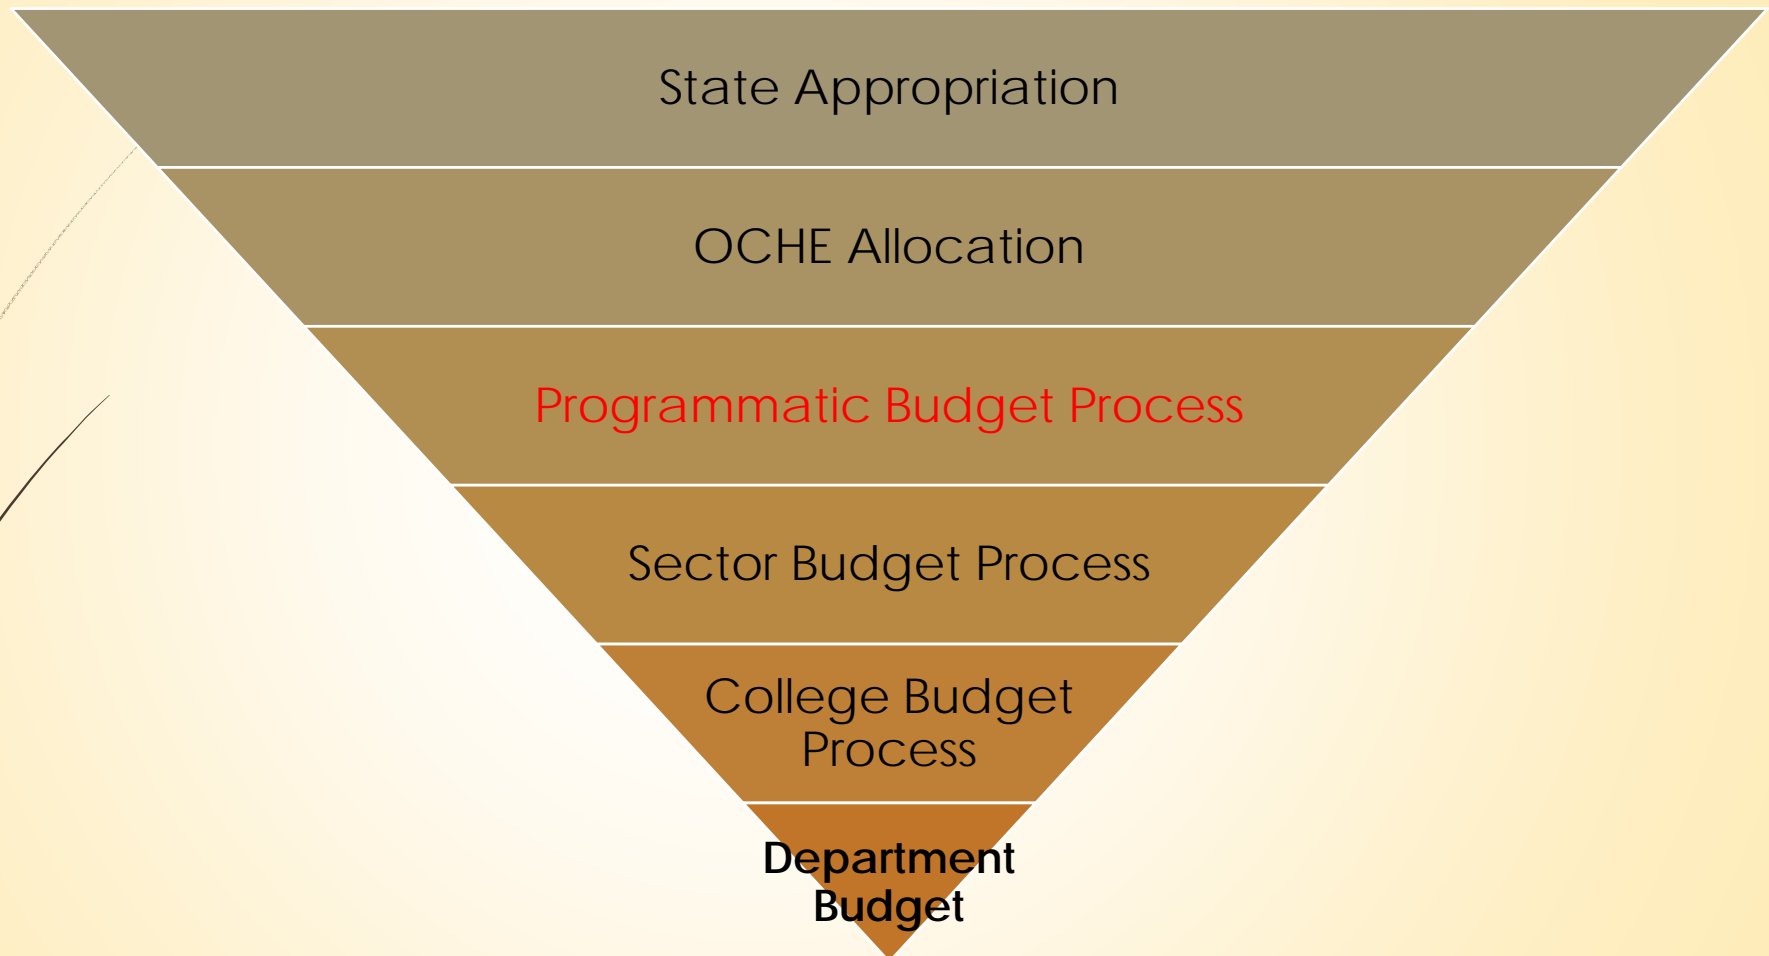 State Appropriation
OCHE Allocation
Programmatic Budget Process
Sector Budget Process
College Budget
Process
Department
Budget